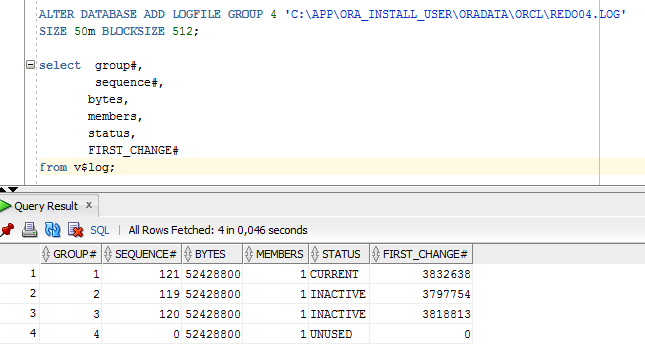 ALTER DATABASE ADD LOGFILE GROUP 4 'C:\APP\ORA_INSTALL_USER\ORADATA\ORCL\REDO04.LOG'
SIZE 50m BLOCKSIZE 512;
select group#,
sequence#,
bytes,
members,
status,
FIRST_CHANGE#
from v$log;
Query Result x
SQL | All Rows Fetched: 4 in 0,046 seconds
GROUP# SEQUENCE# BYTES MEMBERS STATUS FIRST_CHANGE#
1 1 121 52428800 1 CURRENT 3832638
2 2 119 52428800 1 INACTIVE 3797754
3 3 120 52428800 1 INACTIVE 3818813
4 4 0 52428800 1 UNUSED 0